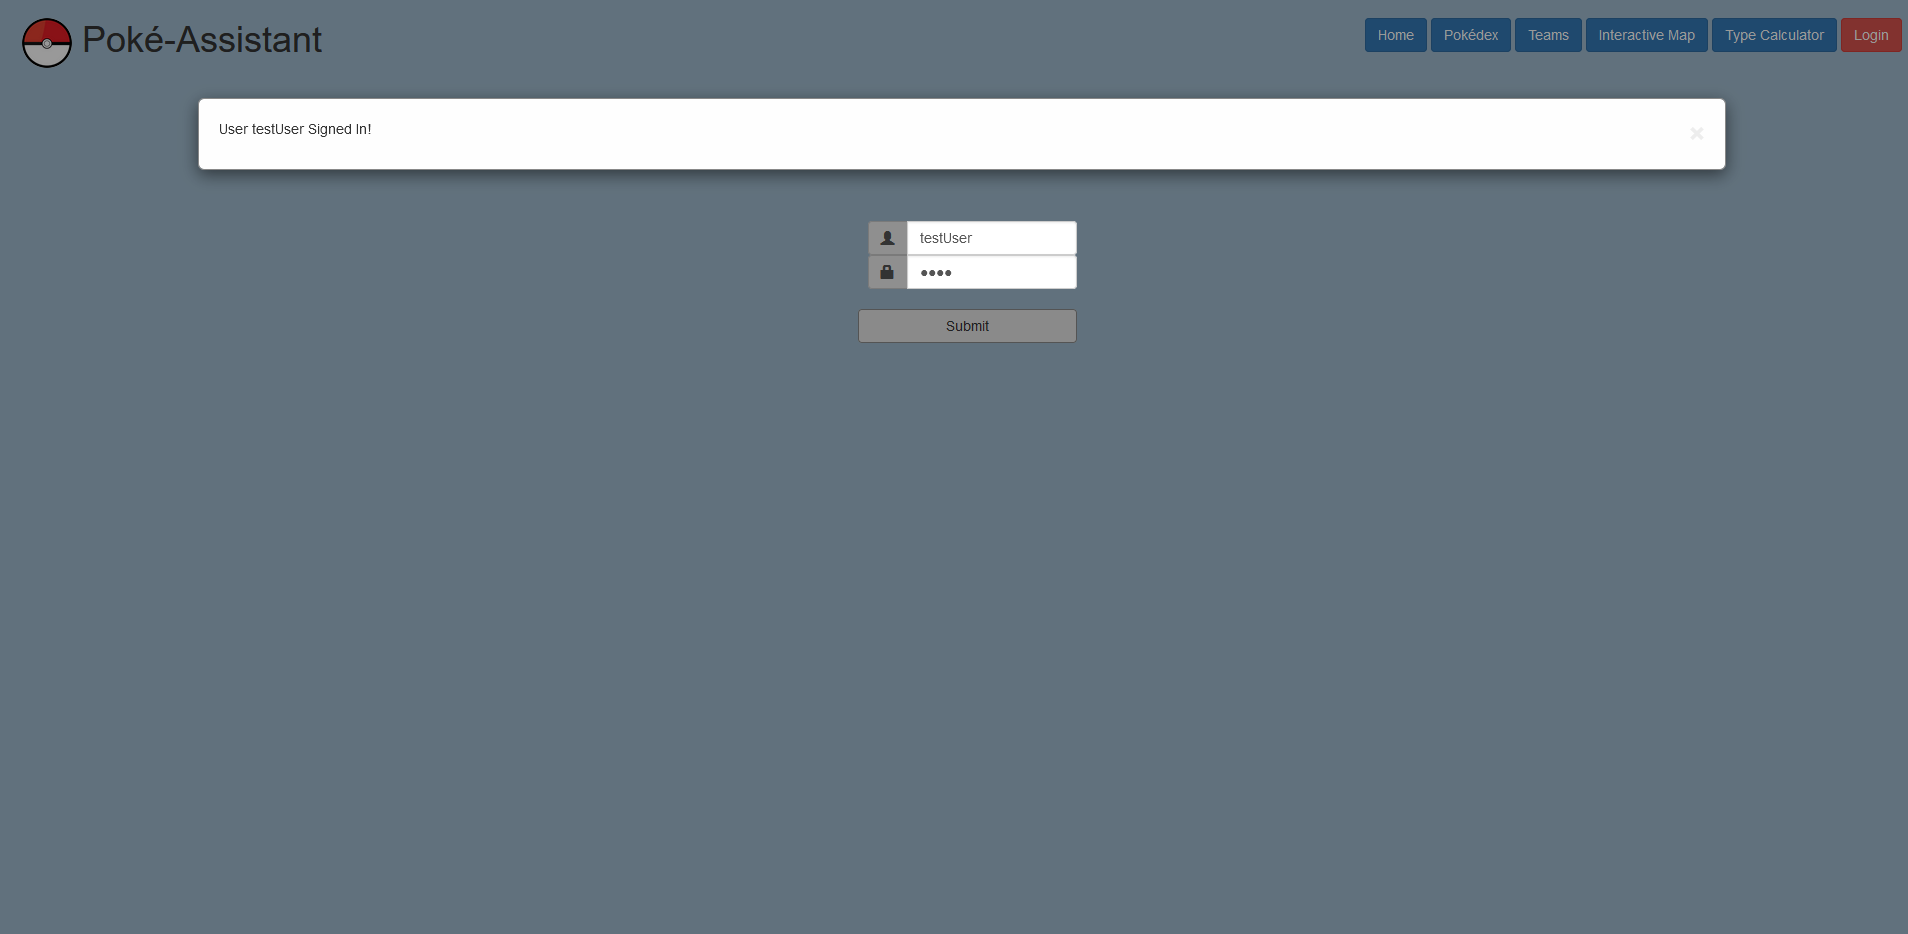 Poké-Assistant
Home Pokédex Teams Interactive Map Type Calculator Login
User testUser Signed In!
×
testUser
••••
Submit